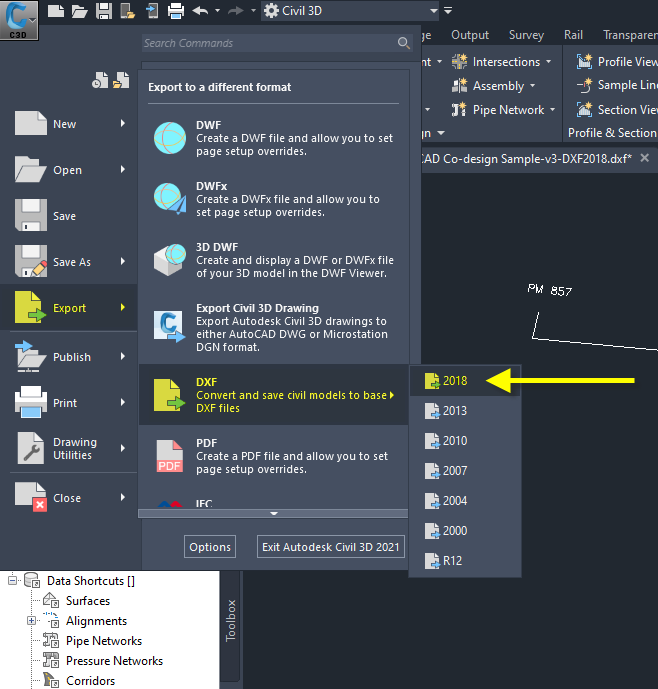 C3D
Civil 3D
Search Commands
ge Output Survey Rail Transparen
Intersections
Assembly
Pipe Network
Profile View
Sample Line
Section View
Profile & Section
gn
CAD Co-design Sample-v3-DXF2018.dxf*
New
Open
Save
Save As
Export
Publish
Print
Drawing
Utilities
Close
Export to a different format
DWF
Create a DWF file and allow you to set
page setup overrides.
DWFx
Create a DWFx file and allow you to
set page setup overrides.
3D DWF
Create and display a DWF or DWFx file
of your 3D model in the DWF Viewer.
Export Civil 3D Drawing
Export Autodesk Civil 3D drawings to
either AutoCAD DWG or Microstation
DGN format.
DXF
Convert and save civil models to base
DXF files
PDF
Create a PDF file and allow you to set
page setup overrides.
IFC
2018
2013
2010
2007
2004
2000
R12
PM 857
Options
Exit Autodesk Civil 3D 2021
Data Shortcuts []
Surfaces
Alignments
Pipe Networks
Pressure Networks
Corridors
Toolbox